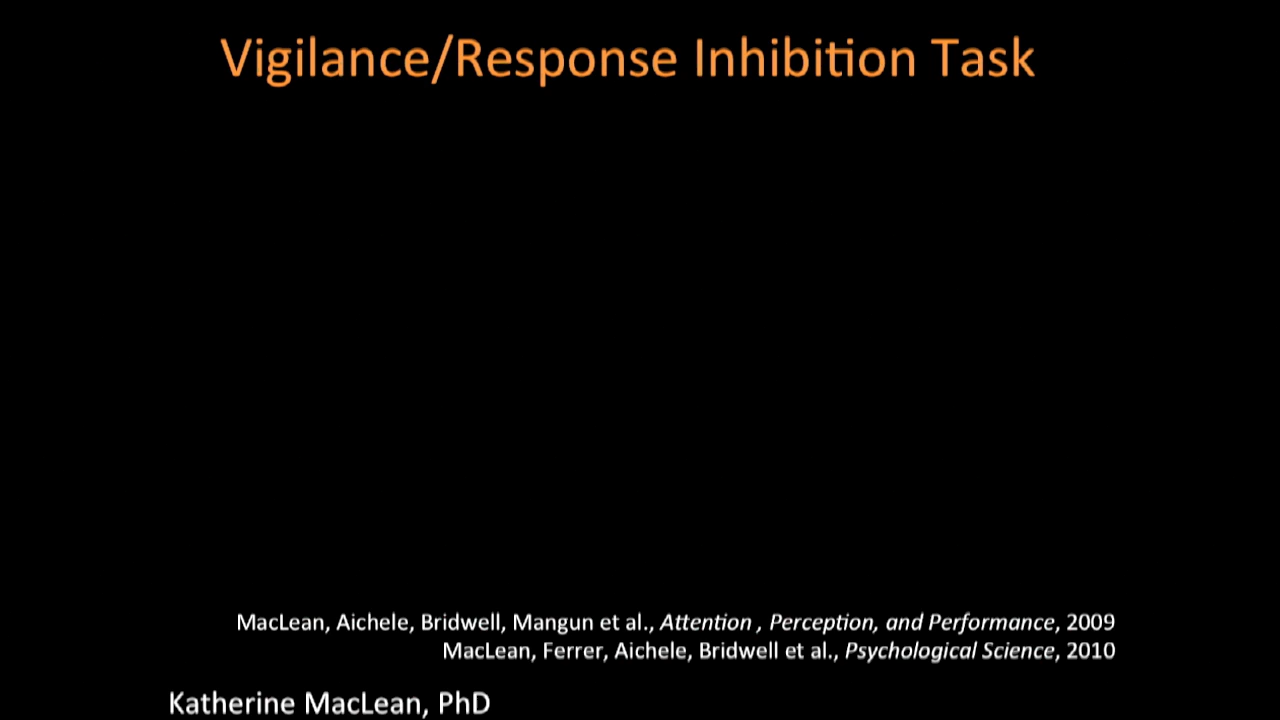 Vigilance/Response Inhibition Task
MacLean, Aichele, Bridwell, Mangun et al., Attention , Perception, and Performance, 2009
MacLean, Ferrer, Aichele, Bridwell et al., Psychological Science, 2010
Katherine MacLean, PhD